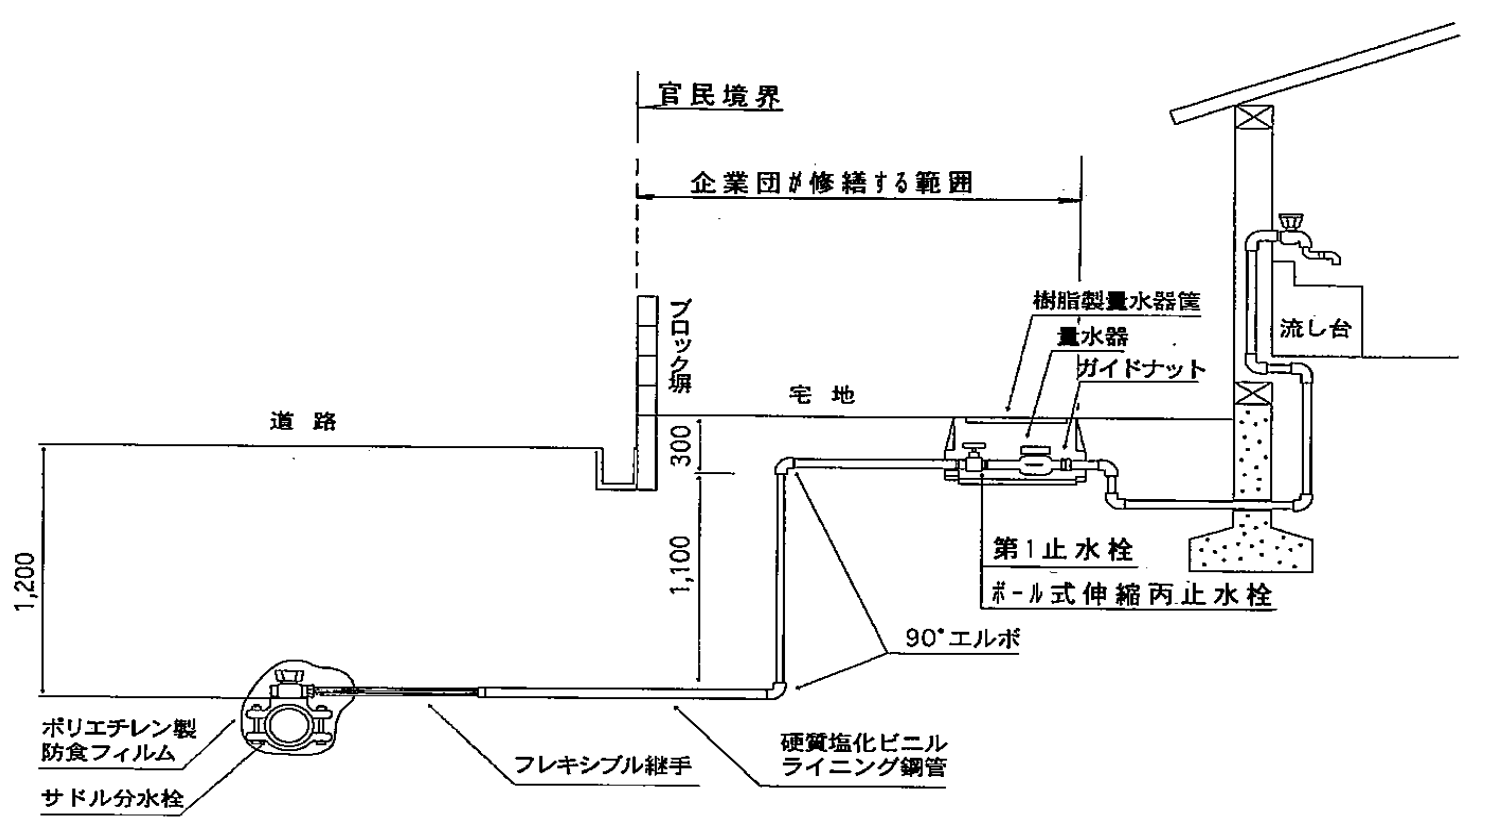 官民境界
企業団が修繕する範囲
ブロック塀
樹脂製量水器筐
量水器
ガイドナット
流し台
道路
宅地
300
1,100
1,200
第1止水栓
ボール式伸縮丙止水栓
90°エルボ
ポリエチレン製
防食フィルム
サドル分水栓
フレキシブル継手
硬質塩化ビニル
ライニング鋼管